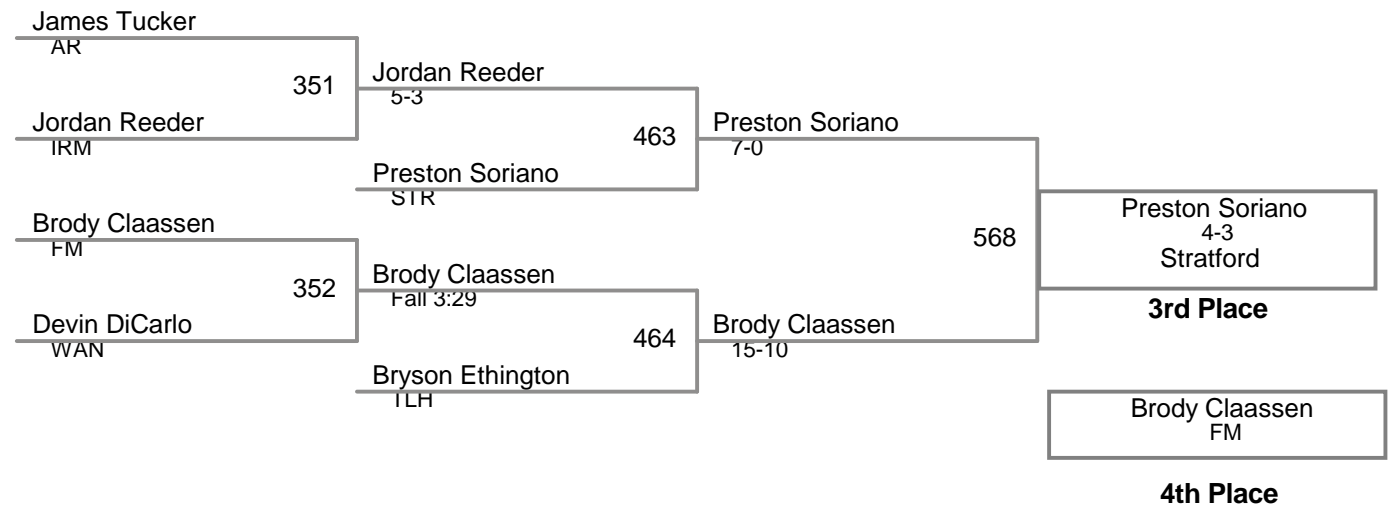 James Tucker
AR
351
Jordan Reeder
5-3
Jordan Reeder
IRM
463
Preston Soriano
7-0
Preston Soriano
STR
Brody Claassen
FM
568
Preston Soriano
4-3
Stratford
3rd Place
352
Brody Claassen
Fall 3:29
Devin DiCarlo
WAN
464
Brody Claassen
15-10
Bryson Ethington
TLH
Brody Claassen
FM
4th Place